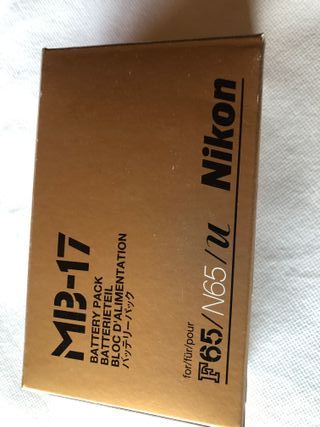 MB-17
BATTERY PACK
BATTERIETEIL
BLOC D'ALIMENTATION
バッテリーパック
for/für/pour
F65/N65/u
Nikon